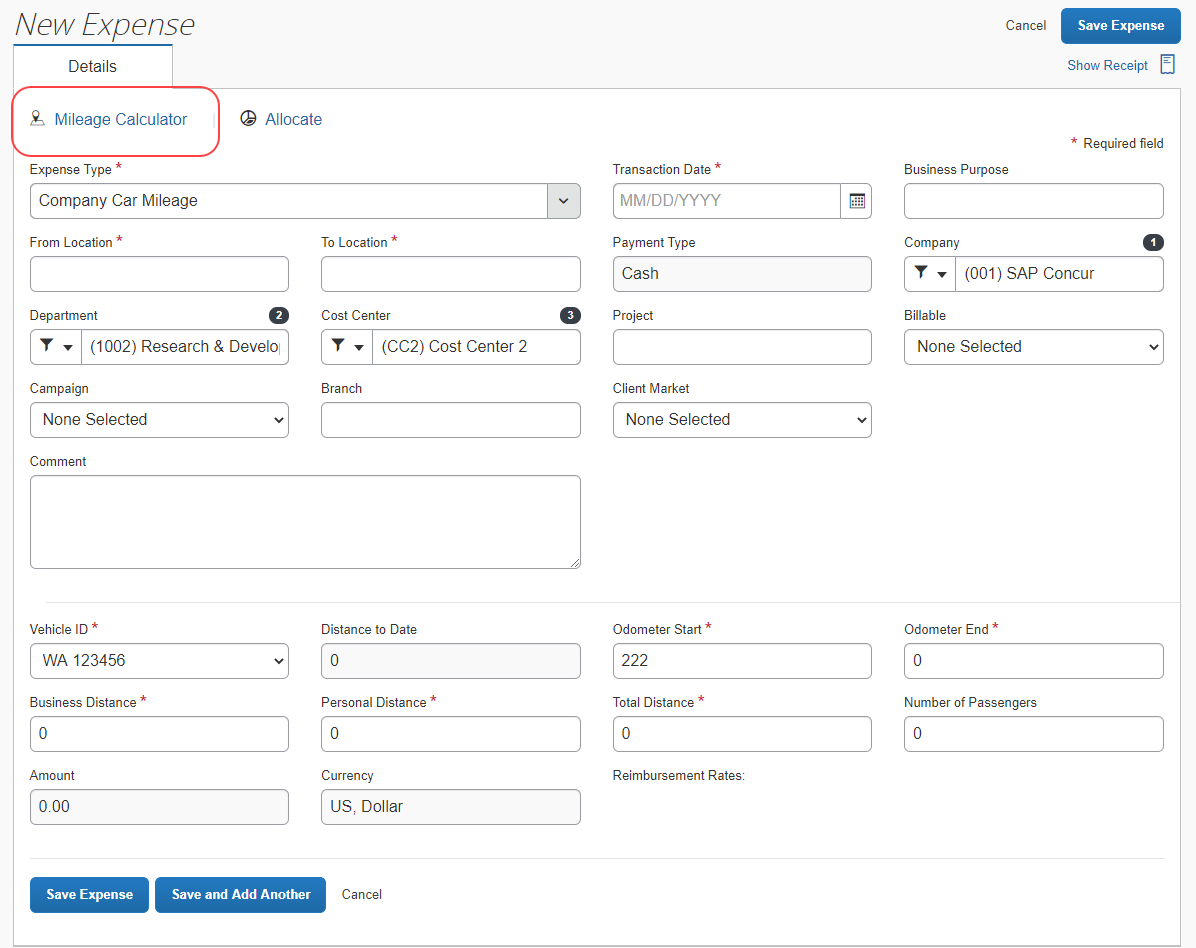 New Expense
Cancel
Save Expense
Details
Show Receipt
Mileage Calculator
Allocate
* Required field
Expense Type *
Transaction Date *
Business Purpose
Company Car Mileage
MM/DD/YYYY
From Location *
To Location *
Payment Type
Company
1
Cash
(001) SAP Concur
Department
2
Cost Center
3
Project
Billable
(1002) Research & Develo
(CC2) Cost Center 2
None Selected
Campaign
Branch
Client Market
None Selected
None Selected
Comment
Vehicle ID *
Distance to Date
Odometer Start *
Odometer End *
WA 123456
0
222
0
Business Distance *
Personal Distance *
Total Distance *
Number of Passengers
0
0
0
0
Amount
Currency
Reimbursement Rates:
0.00
US, Dollar
Save Expense
Save and Add Another
Cancel